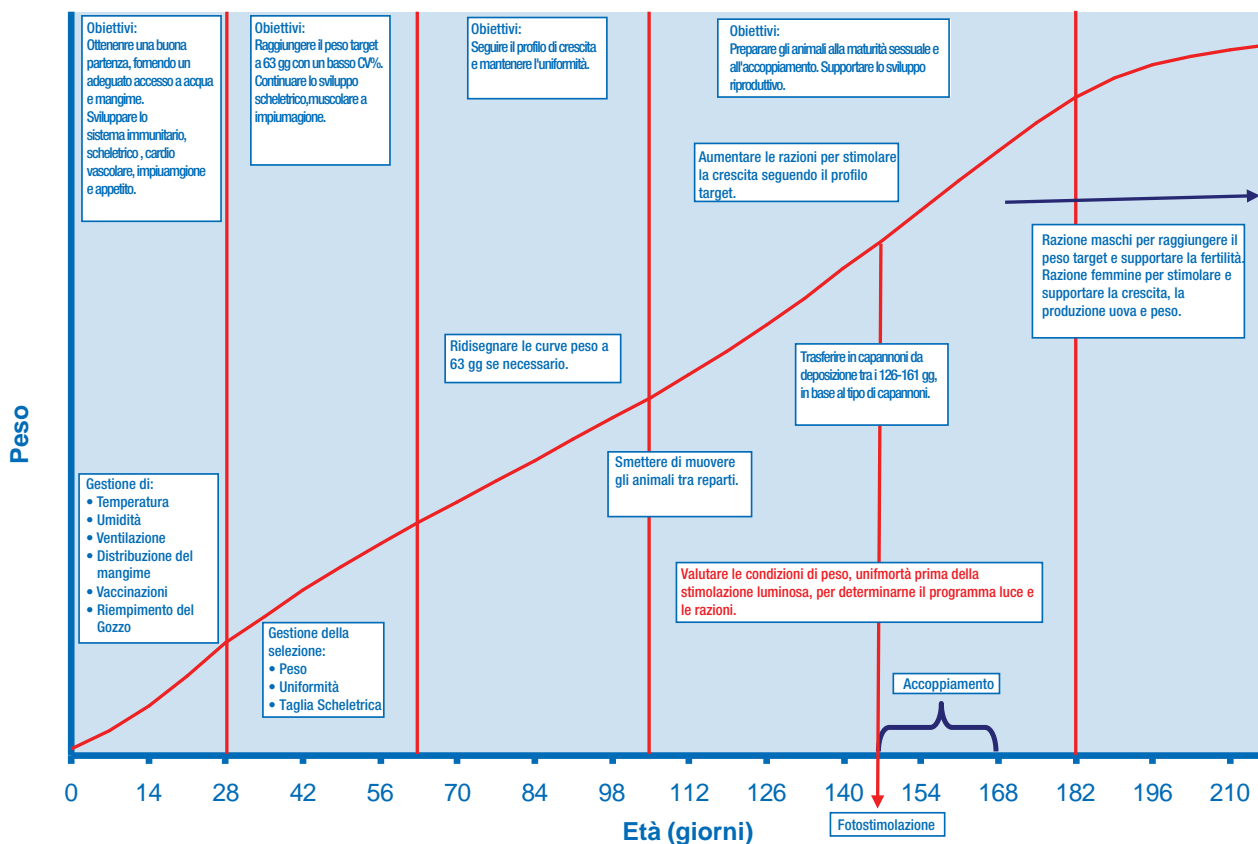 Obiettivi:
Ottenenre una buona
partenza, fornendo un
adeguato accesso a acqua
e mangime.
Sviluppare lo
sistema immunitario,
scheletrico , cardio
vascolare, impiuamgione
e appetito.
Obiettivi:
Raggiungere il peso target
a 63 gg con un basso CV%.
Continuare lo sviluppo
scheletrico,muscolare a
impiumagione.
Obiettivi:
Seguire il profilo di crescita
e mantenere l'uniformità.
Obiettivi:
Preparare gli animali alla maturità sessuale e
all'accoppiamento. Supportare lo sviluppo
riproduttivo.
Aumentare le razioni per stimolare
la crescita seguendo il profilo
target.
Razione maschi per raggiungere il
peso target e supportare la fertilità.
Razione femmine per stimolare e
supportare la crescita, la
produzione uova e peso.
Ridisegnare le curve peso a
63 gg se necessario.
Trasferire in capannoni da
deposizione tra i 126-161 gg,
in base al tipo di capannoni.
Smettere di muovere
gli animali tra reparti.
Gestione di:
• Temperatura
• Umidità
• Ventilazione
• Distribuzione del
mangime
• Vaccinazioni
• Riempimento del
Gozzo
Valutare le condizioni di peso, unifmortà prima della
stimolazione luminosa, per determinarne il programma luce e
le razioni.
Gestione della
selezione:
• Peso
• Uniformità
• Taglia Scheletrica
Accoppiamento
Peso
0 14 28 42 56 70 84 98 112 126 140 154 168 182 196 210
Età (giorni)
Fotostimolazione